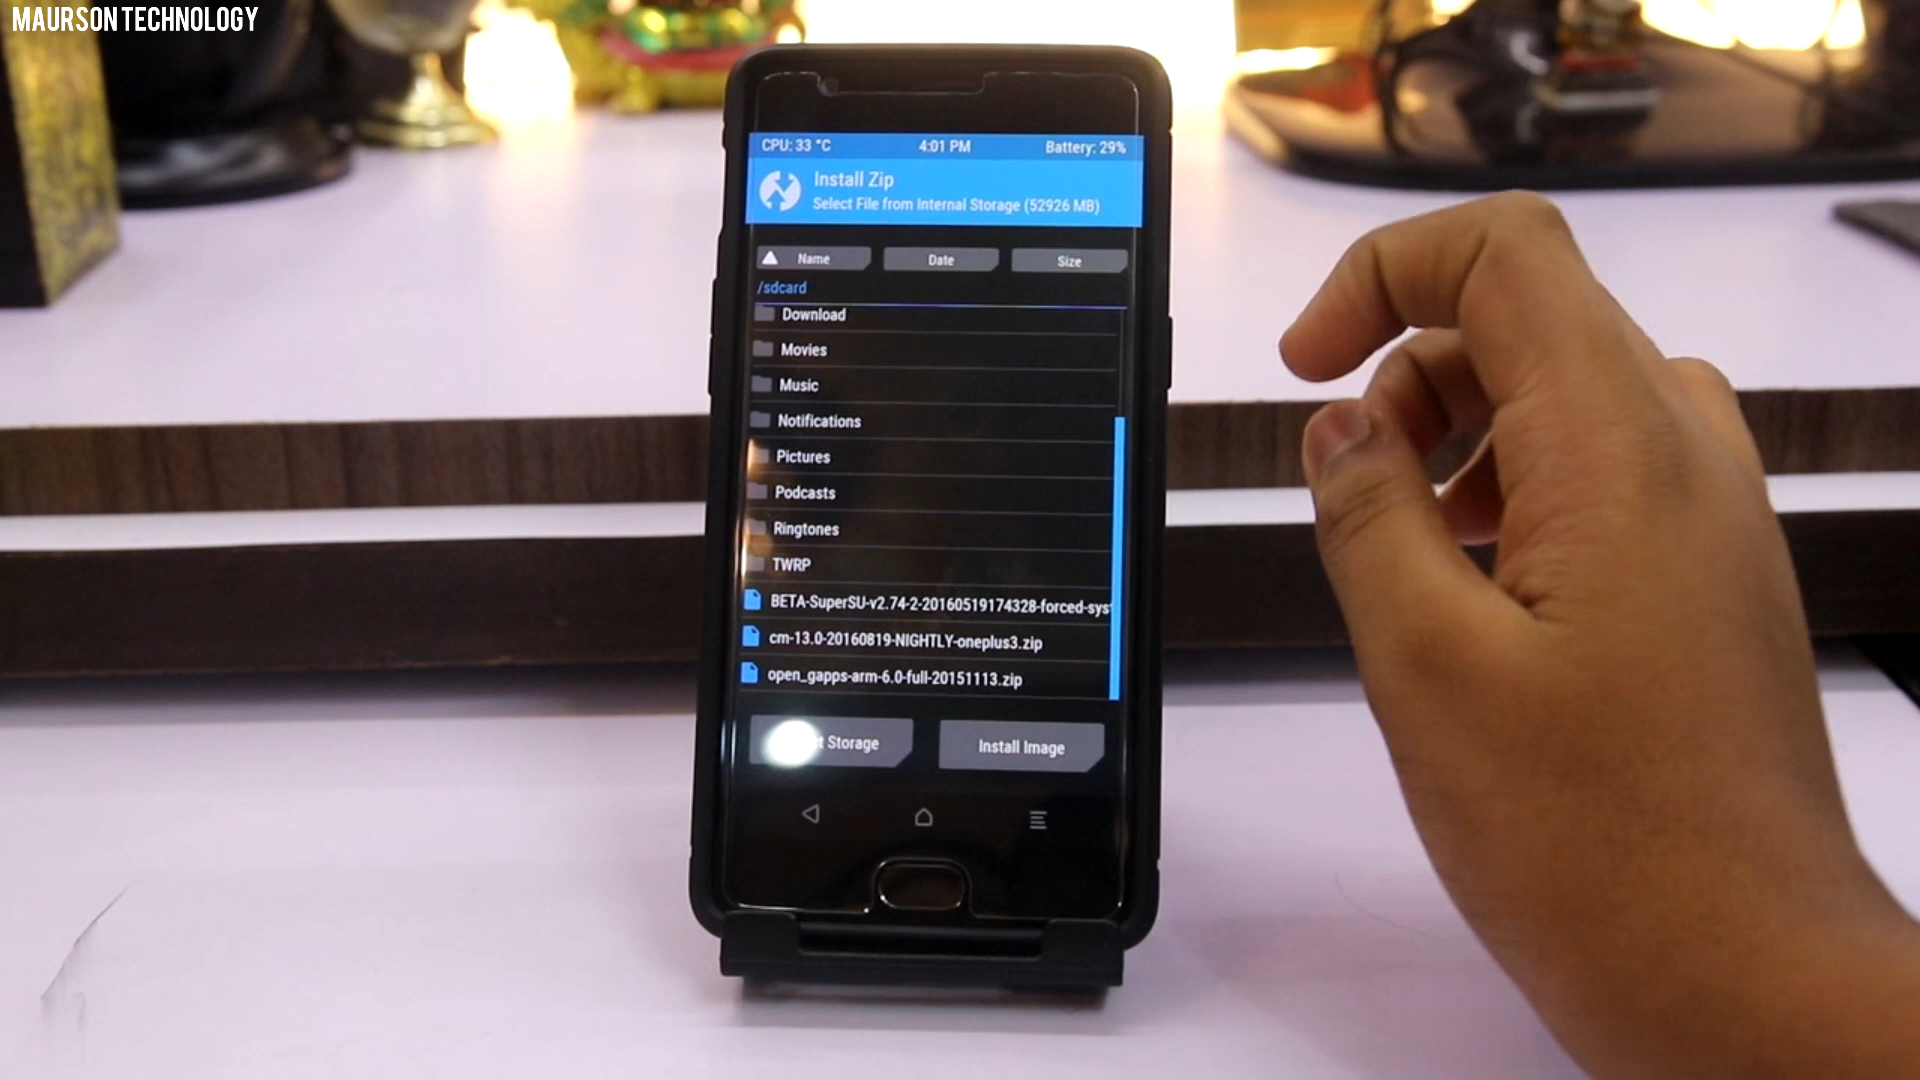 MAURSON TECHNOLOGY
CPU: 33 °C 4:01 PM Battery: 29%
Install Zip
Select File from Internal Storage (52926 MB)
Name Date Size
/sdcard
Download
Movies
Music
Notifications
Pictures
Podcasts
Ringtones
TWRP
BETA-SuperSU-v2.74-2-20160519174328-forced-sys
cm-13.0-20160819-NIGHTLY-oneplus3.zip
open_gapps-arm-6.0-full-20151113.zip
Storage Install Image